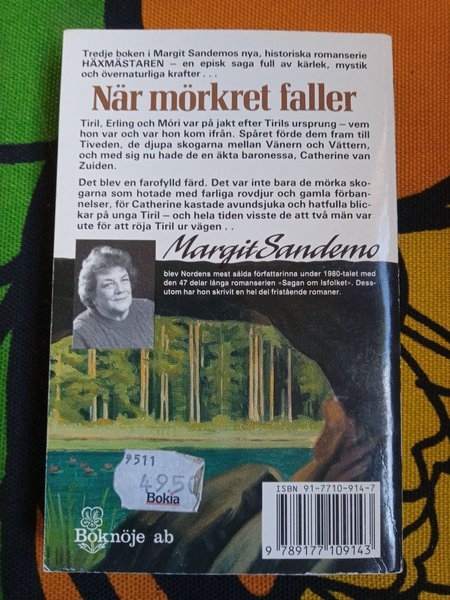 Tredje boken i Margit Sandemos nya, historiska romanserie
HÄXMÄSTAREN – en episk saga full av kärlek, mystik
och övernaturliga krafter . . .
När mörkret faller
Tiril, Erling och Móri var på jakt efter Tirils ursprung – vem
hon var och var hon kom ifrån. Spåret förde dem fram till
Tiveden, de djupa skogarna mellan Vänern och Vättern,
och med sig nu hade de en äkta baronessa, Catherine van
Zuiden.
Det blev en farofylld färd. Det var inte bara de mörka sko-
garna som hotade med farliga rovdjur och gamla förban-
nelser, för Catherine kastade avundsjuka och hatfulla blic-
kar på unga Tiril – och hela tiden visste de att två män var
ute för att röja Tiril ur vägen . .
Margit Sandemo
blev Nordens mest sålda författarinna under 1980-talet med
den 47 delar långa romanserien »Sagan om Isfolket«. Dess-
utom har hon skrivit en hel del fristående romaner.
9511
4950
Bokia
Boknöje ab
ISBN 91-7710-914-7
9 789177 109143